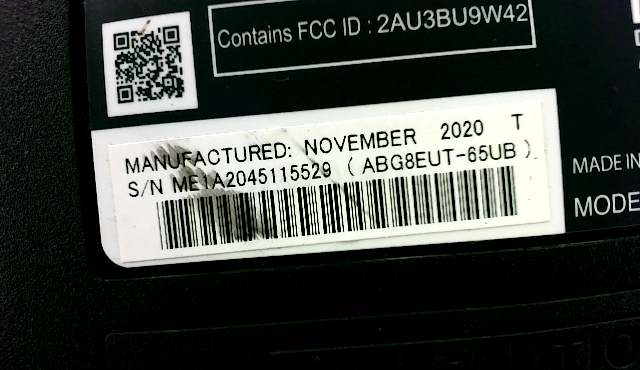 Contains FCC ID : 2AU3BU9W42
MANUFACTURED: NOVEMBER 2020 T
S/N ME1A2045115529 ( ABG8EUT-65UB )
MADE IN
MODE